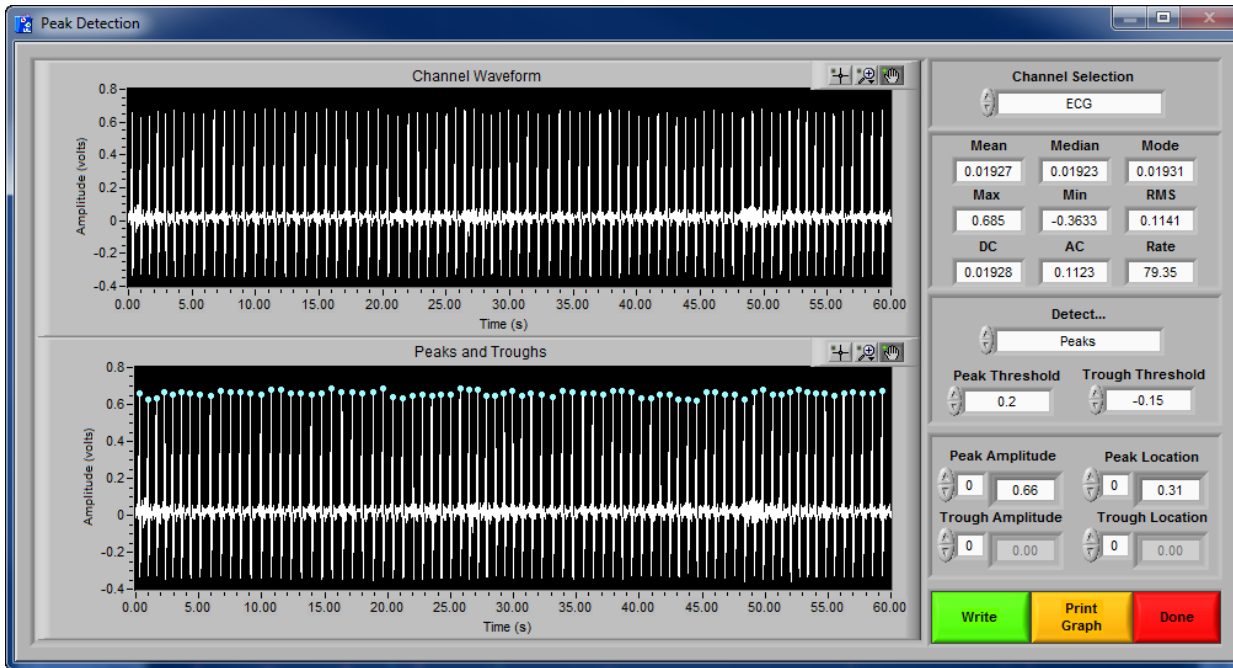 Peak Detection
Channel Waveform
0.8
0.6
0.4
0.2
0
-0.2
-0.4
Amplitude (volts)
0.00 5.00 10.00 15.00 20.00 25.00 30.00 35.00 40.00 45.00 50.00 55.00 60.00
Time (s)
Peaks and Troughs
0.8
0.6
0.4
0.2
0
-0.2
-0.4
Amplitude (volts)
0.00 5.00 10.00 15.00 20.00 25.00 30.00 35.00 40.00 45.00 50.00 55.00 60.00
Time (s)
Channel Selection
ECG
Mean Median Mode
0.01927 0.01923 0.01931
Max Min RMS
0.685 -0.3633 0.1141
DC AC Rate
0.01928 0.1123 79.35
Detect...
Peaks
Peak Threshold Trough Threshold
0.2 -0.15
Peak Amplitude Peak Location
0 0.66 0 0.31
Trough Amplitude Trough Location
0 0.00 0 0.00
Write Print Graph Done